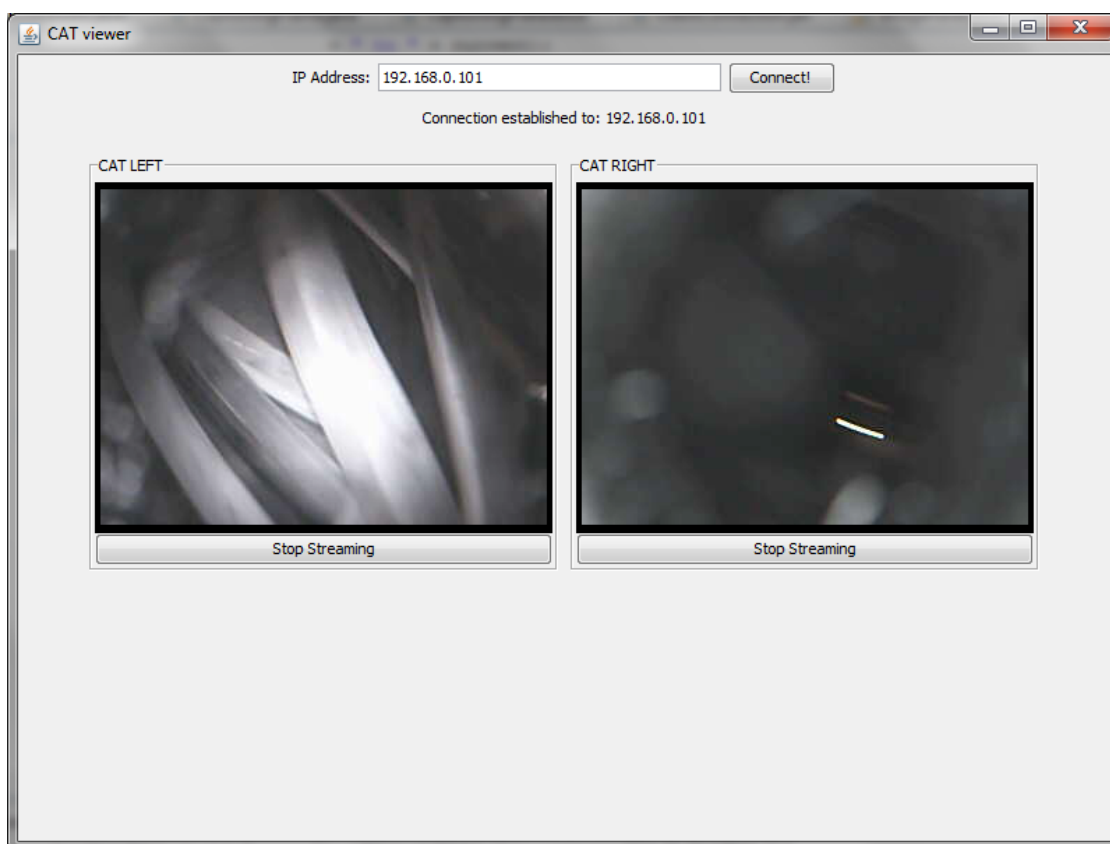 CAT viewer
IP Address: 192.168.0.101 Connect!
Connection established to: 192.168.0.101
CAT LEFT CAT RIGHT
Stop Streaming Stop Streaming